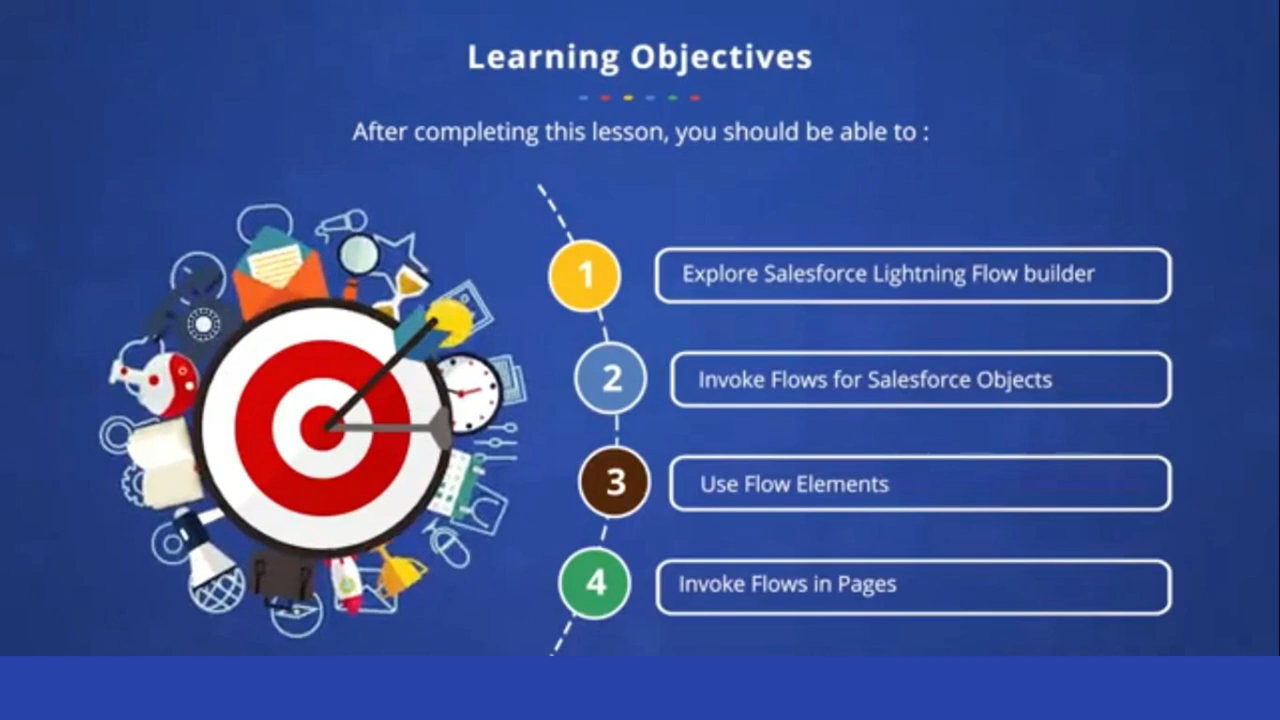 Learning Objectives
After completing this lesson, you should be able to :
1
Explore Salesforce Lightning Flow builder
2
Invoke Flows for Salesforce Objects
3
Use Flow Elements
4
Invoke Flows in Pages